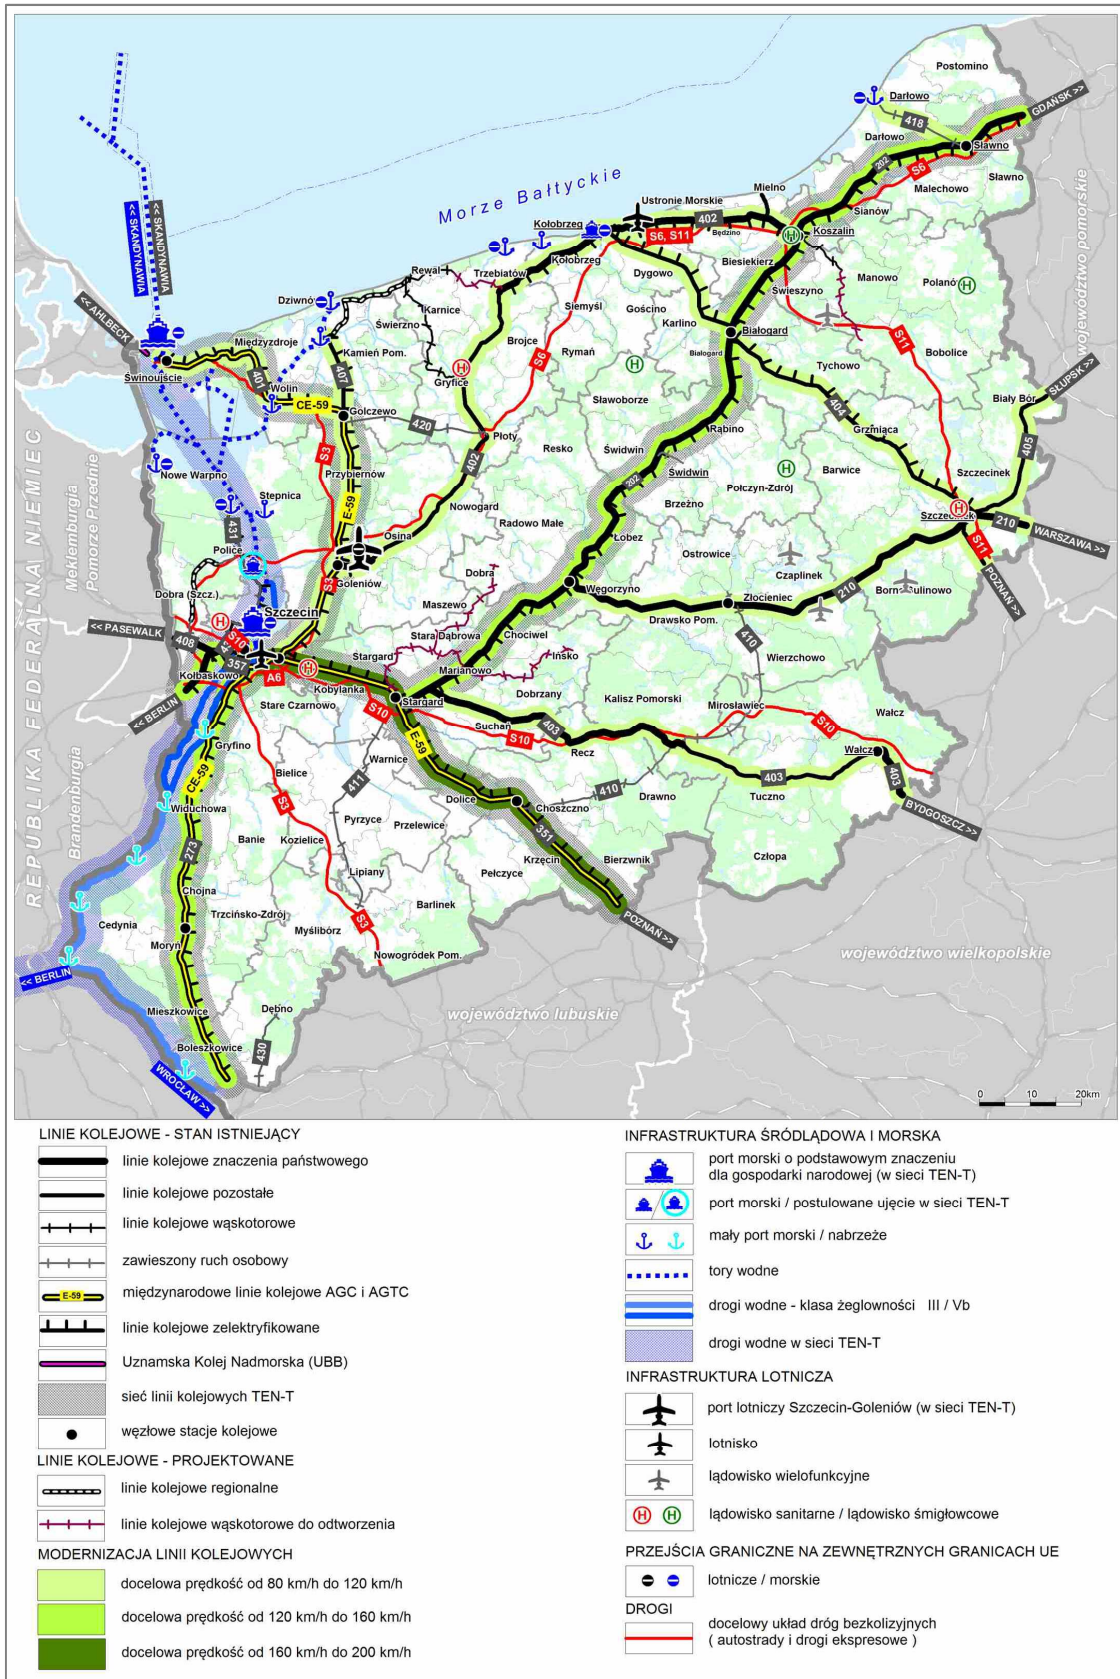 Postomino
Darłowo
GDAŃSK >>
418
Darłowo
Sławno
202
S6
Sławno
Malechowo
województwo pomorskie
Morze Bałtyckie
Mielno
Ustronie Morskie
Sianów
<< SKANDYNAWIA
<< SKANDYNAWIA
Kołobrzeg
402
Będzino
Koszalin
S6, S11
Kołobrzeg
Biesiekierz
Rewal
Trzebiatów
Dygowo
Manowo
Polanów
Świeszyno
<< AHLBECK
Dziwnów
Karnice
Siemyśl
Gościno
Świerzno
Karlino
Białogard
S11
Międzyzdroje
Kamień Pom.
Brojce
Rymań
Białogard
Bobolice
S6
Świnoujście
401
407
Gryfice
Tychowo
SŁUPSK >>
Wolin
CE-59
Golczewo
Sławoborze
404
Biały Bór
420
Płoty
Rąbino
Grzmiąca
405
S3
402
Resko
Świdwin
Przybiernów
Świdwin
Barwice
Szczecinek
Nowe Warpno
202
Połczyn-Zdrój
Stepnica
E-59
Nowogard
Brzeżno
Radowo Małe
Szczecinek
210
WARSZAWA >>
431
Osina
Łobez
S11
Police
Ostrowice
Goleniów
S3
Dobra
Czaplinek
POZNAŃ >>
Dobra (Szcz.)
Węgorzyno
Złocieniec
210
Maszewo
Szczecin
Drawsko Pom.
<< PASEWALK
Stara Dąbrowa
Chociwel
410
S10
408
Stargard
Ińsko
Wierzchowo
357
Marianowo
Kołbaskowo
A6
Kobylanka
Dobrzany
Stargard
Kalisz Pomorski
<< BERLIN
Stare Czarnowo
S10
Mirosławiec
Wałcz
Suchań
403
S10
S10
Gryfino
E-59
Recz
Wałcz
Warnice
Bielice
411
CE-59
403
403
S3
Dolice
410
Widuchowa
Choszczno
Drawno
Tuczno
BYDGOSZCZ >>
Pyrzyce
Przelewice
Banie
Kozielice
351
273
Człopa
Krzęcin
Bierzwnik
Lipiany
Pełczyce
Chojna
POZNAŃ >>
Trzcińsko-Zdrój
Barlinek
S3
Cedynia
Myślibórz
Moryń
Nowogródek Pom.
województwo wielkopolskie
<< BERLIN
Mieszkowice
Dębno
województwo lubuskie
Boleszkowice
430
WROCŁAW >>
REPUBLIKA FEDERALNA NIEMIEC
Meklemburgia
Pomorze Przednie
Brandenburgia
0 10 20km
LINIE KOLEJOWE - STAN ISTNIEJĄCY
linie kolejowe znaczenia państwowego
linie kolejowe pozostałe
linie kolejowe wąskotorowe
zawieszony ruch osobowy
E-59 międzynarodowe linie kolejowe AGC i AGTC
linie kolejowe zelektryfikowane
Uznamska Kolej Nadmorska (UBB)
sieć linii kolejowych TEN-T
węzłowe stacje kolejowe
LINIE KOLEJOWE - PROJEKTOWANE
linie kolejowe regionalne
linie kolejowe wąskotorowe do odtworzenia
MODERNIZACJA LINII KOLEJOWYCH
docelowa prędkość od 80 km/h do 120 km/h
docelowa prędkość od 120 km/h do 160 km/h
docelowa prędkość od 160 km/h do 200 km/h
INFRASTRUKTURA ŚRÓDLĄDOWA I MORSKA
port morski o podstawowym znaczeniu
dla gospodarki narodowej (w sieci TEN-T)
port morski / postulowane ujęcie w sieci TEN-T
mały port morski / nabrzeże
tory wodne
drogi wodne - klasa żeglowności III / Vb
drogi wodne w sieci TEN-T
INFRASTRUKTURA LOTNICZA
port lotniczy Szczecin-Goleniów (w sieci TEN-T)
lotnisko
lądowisko wielofunkcyjne
H H lądowisko sanitarne / lądowisko śmigłowcowe
PRZEJŚCIA GRANICZNE NA ZEWNĘTRZNYCH GRANICACH UE
lotnicze / morskie
DROGI
docelowy układ dróg bezkolizyjnych
( autostrady i drogi ekspresowe )